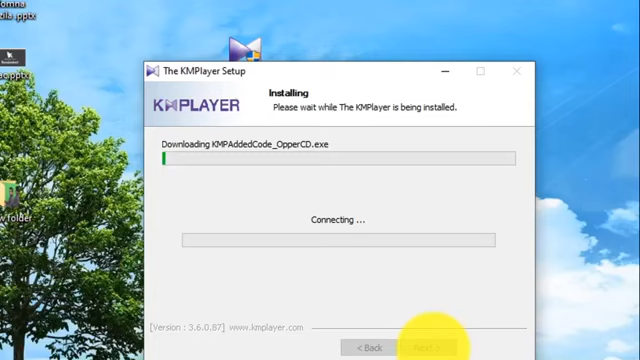 The KMPlayer Setup
KMPLAYER
Installing
Please wait while The KMPlayer is being installed.
Downloading KMPAddedCode_OpperCD.exe
Connecting ...
[Version : 3.6.0.87] www.kmplayer.com
< Back
Next >